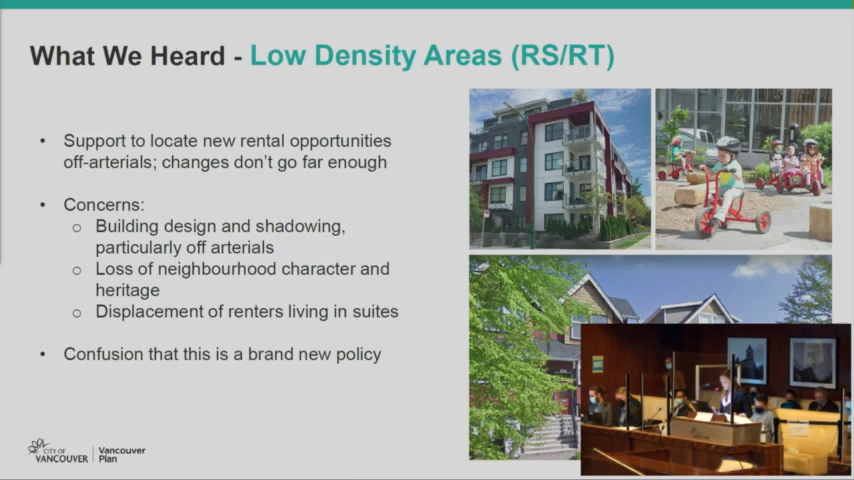 What We Heard - Low Density Areas (RS/RT)
• Support to locate new rental opportunities
off-arterials; changes don't go far enough
• Concerns:
o Building design and shadowing,
particularly off arterials
o Loss of neighbourhood character and
heritage
o Displacement of renters living in suites
• Confusion that this is a brand new policy
CITY OF
VANCOUVER
Vancouver
Plan